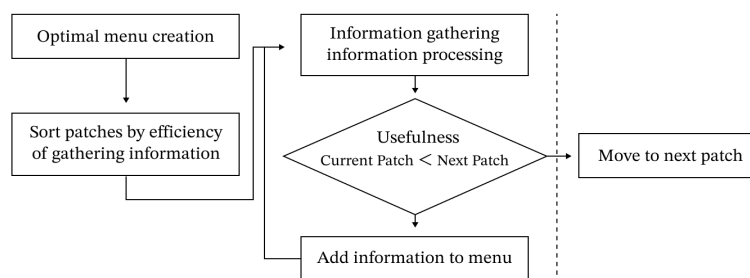 Optimal menu creation
Sort patches by efficiency
of gathering information
Information gathering
information processing
Usefulness
Current Patch < Next Patch
Add information to menu
Move to next patch